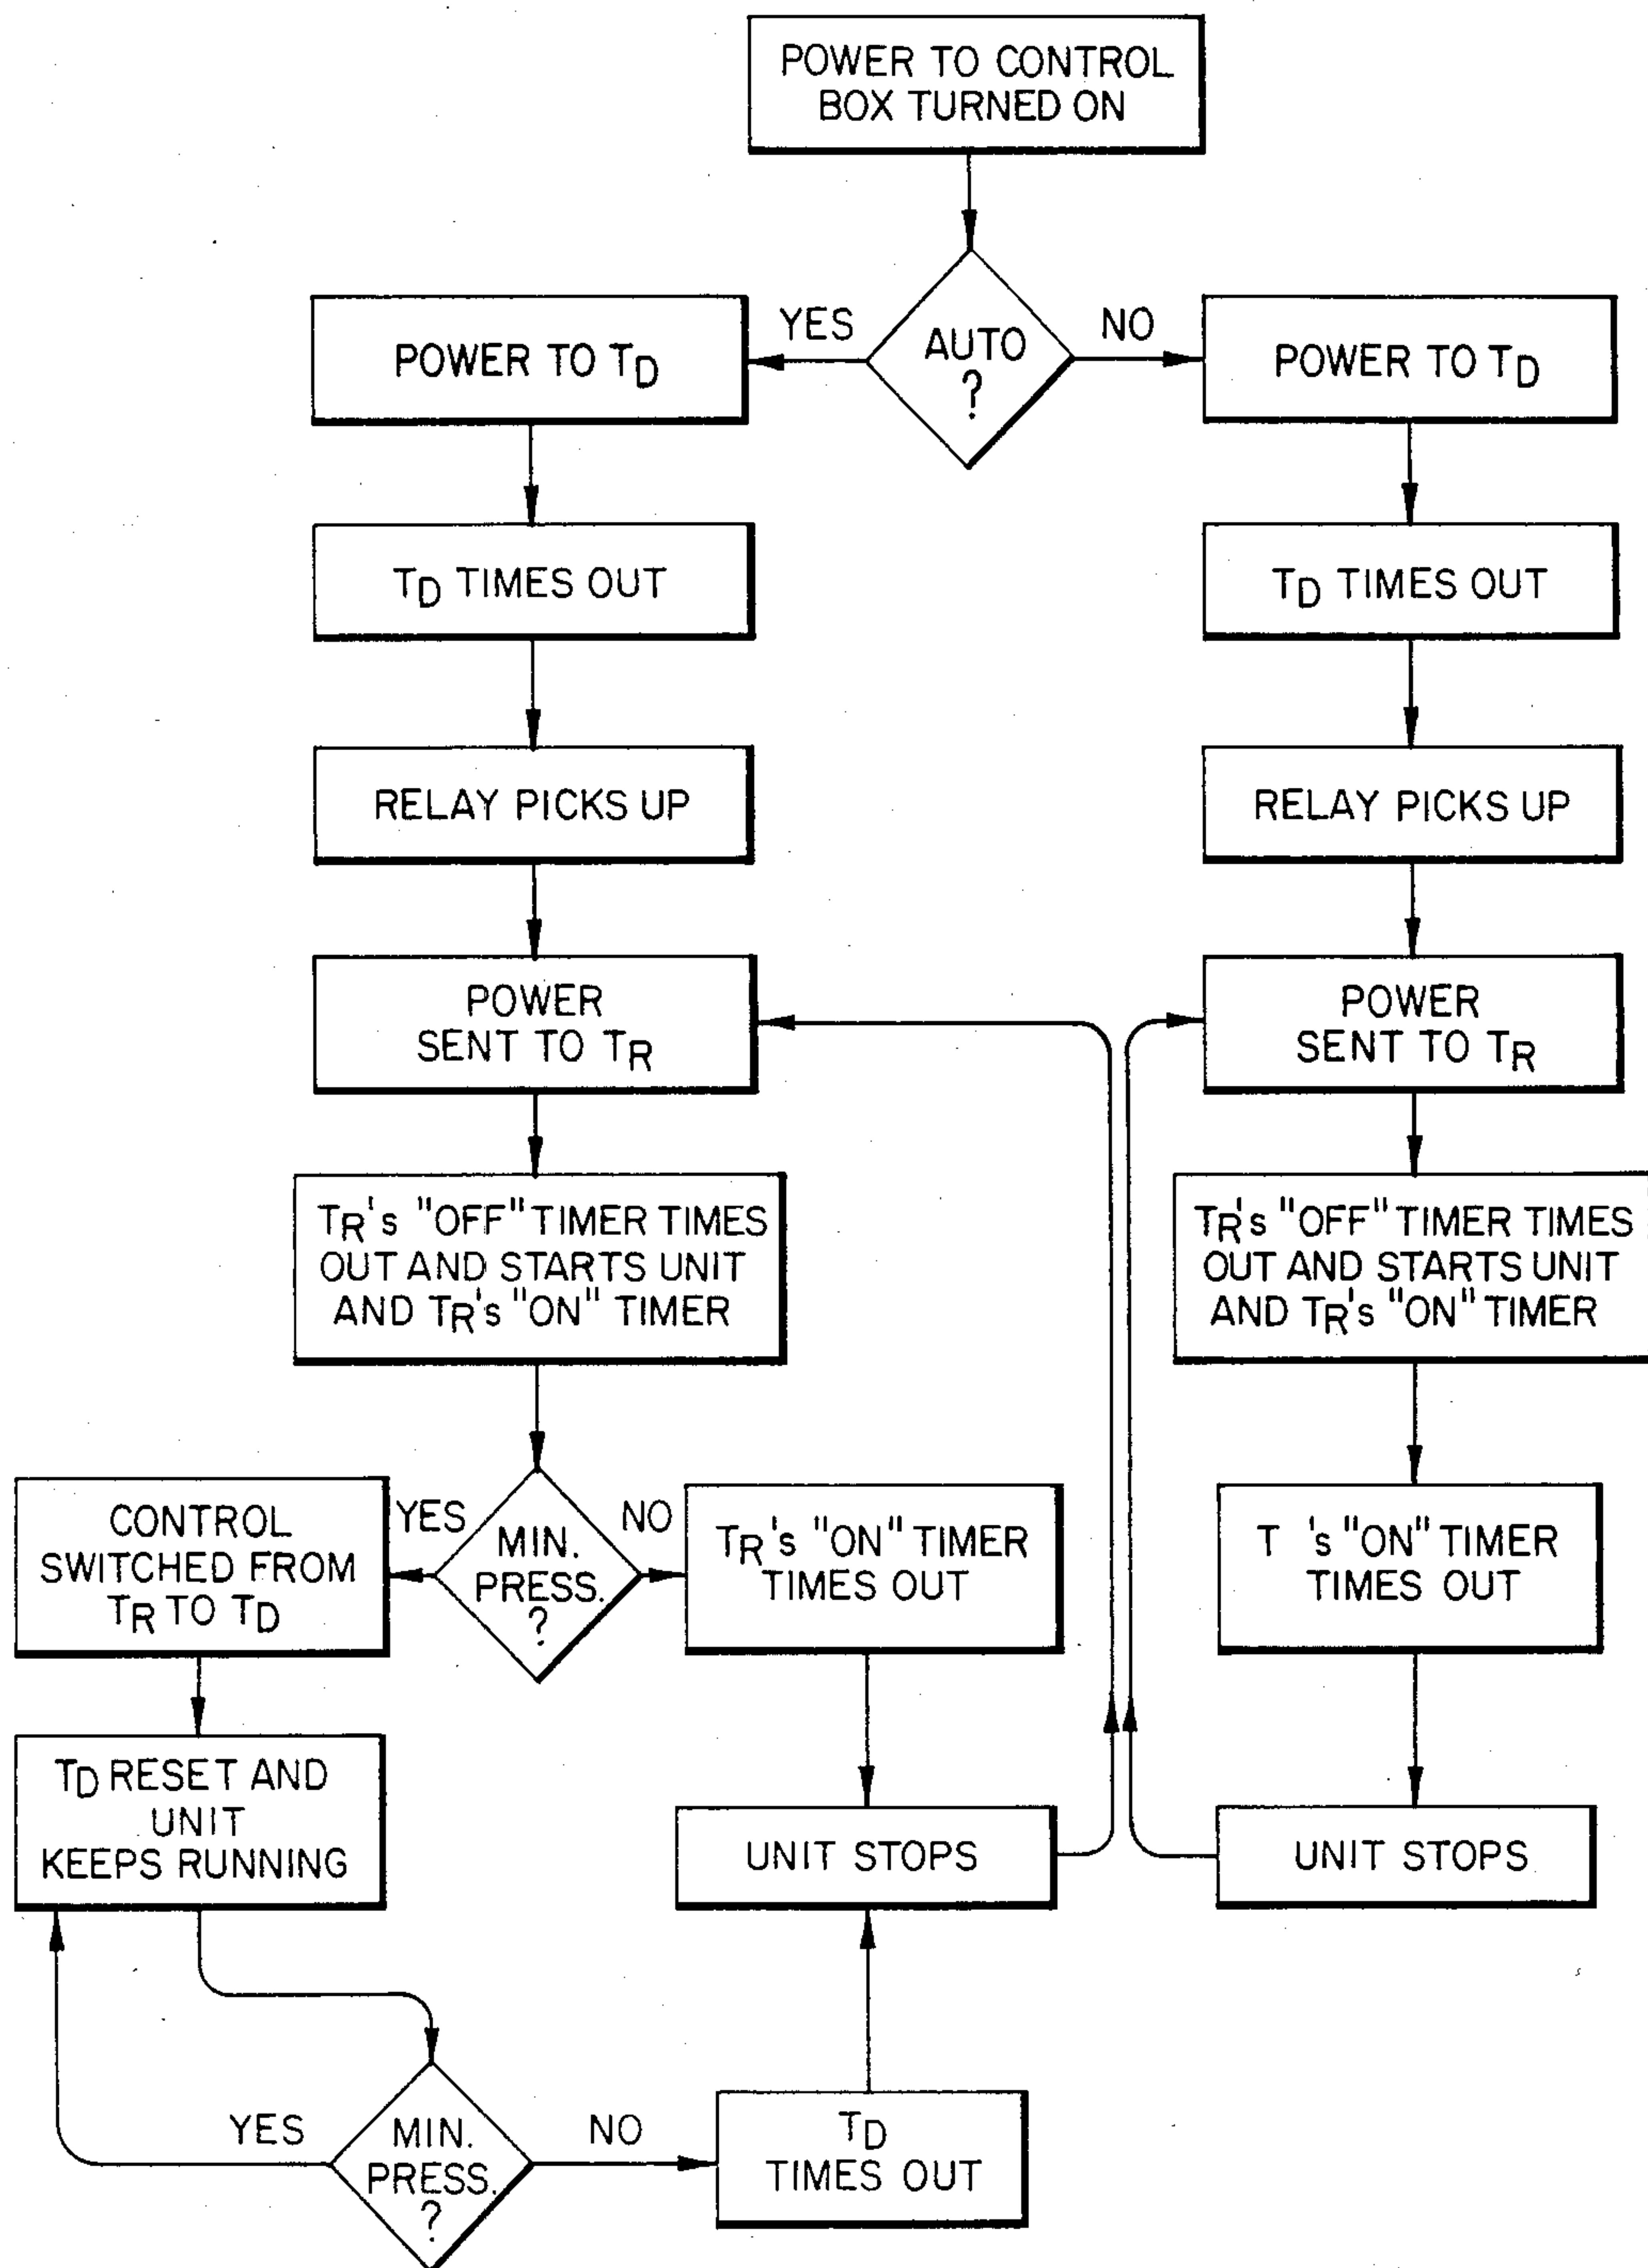 POWER TO CONTROL
BOX TURNED ON
AUTO
?
YES
NO
POWER TO TD
TD TIMES OUT
RELAY PICKS UP
POWER
SENT TO TR
TR's "OFF" TIMER TIMES
OUT AND STARTS UNIT
AND TR's "ON" TIMER
MIN.
PRESS.
?
YES
NO
CONTROL
SWITCHED FROM
TR TO TD
TD RESET AND
UNIT
KEEPS RUNNING
TR's "ON" TIMER
TIMES OUT
UNIT STOPS
MIN.
PRESS.
?
YES
NO
TD
TIMES OUT
POWER TO TD
TD TIMES OUT
RELAY PICKS UP
POWER
SENT TO TR
TR's "OFF" TIMER TIMES
OUT AND STARTS UNIT
AND TR's "ON" TIMER
T 's "ON" TIMER
TIMES OUT
UNIT STOPS